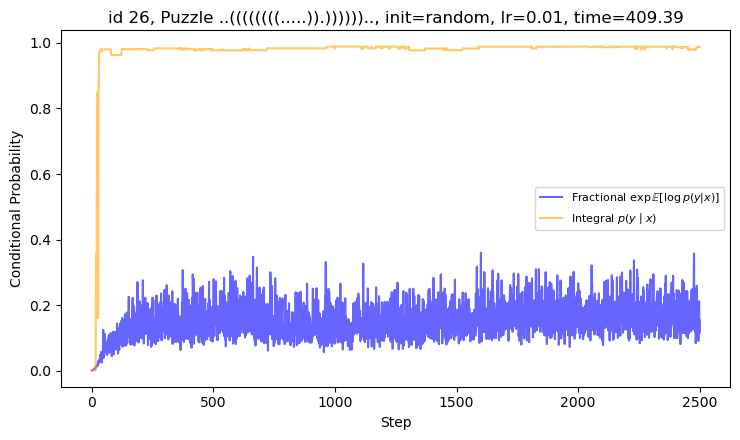 id 26, Puzzle ..((((((((.....)).)))))).., init=random, lr=0.01, time=409.39
Conditional Probability
1.0
0.8
0.6
0.4
0.2
0.0
Fractional exp𝔼[log p(y|x)]
Integral p(y | x)
0 500 1000 1500 2000 2500
Step